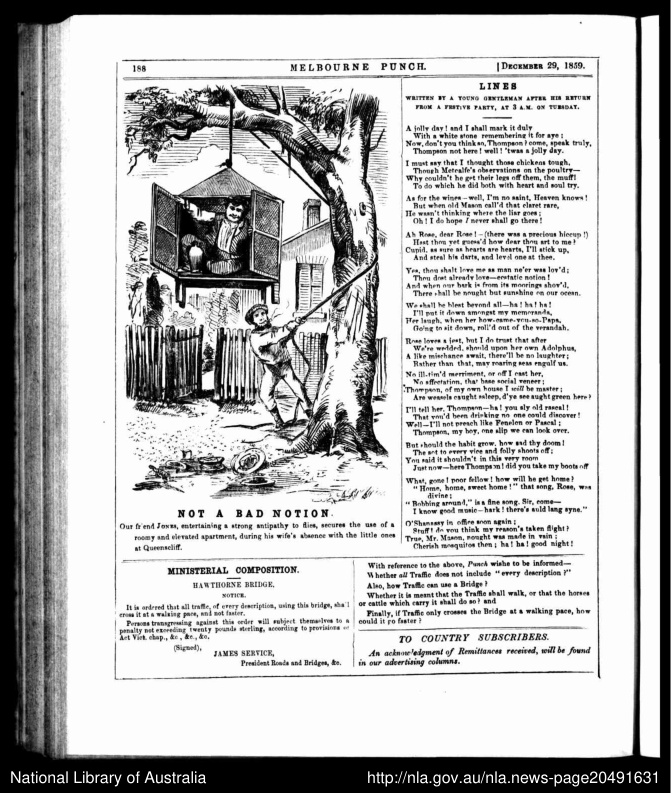 188 MELBOURNE PUNCH. [DECEMBER 29, 1859.
NOT A BAD NOTION.
Our friend JONES, entertaining a strong antipathy to flies, secures the use of a
roomy and elevated apartment, during his wife's absence with the little ones
at Queenscliff.
LINES
WRITTEN BY A YOUNG GENTLEMAN AFTER HIS RETURN
FROM A FESTIVE PARTY, AT 3 A.M. ON TUESDAY.
A jolly day! and I shall mark it duly
With a white stone remembering it for aye;
Now, don't you think so, Thompson? come, speak truly,
Thompson not here! well! 'twas a jolly day.
I must say that I thought those chickens tough,
Though Metcalfe's observations on the poultry—
Why couldn't he get their legs off them, the muff!
To do which he did both with heart and soul try.
As for the wines—well, I'm no saint, Heaven knows!
But when old Mason call'd that claret rare,
He wasn't thinking where the liar goes;
Oh! I do hope I never shall go there!
Ah Rose, dear Rose!—(there was a precious hiccup!)
Hast thou yet guess'd how dear thou art to me?
Cupid, as sure as hearts are hearts, I'll stick up,
And steal his darts, and level one at thee.
Yes, thou shalt love me as man ne'er was lov'd;
Thou dost already love—ecstatic notion!
And when our bark is from its moorings shov'd,
There shall be nought but sunshine on our ocean.
We shall be blest beyond all—ha! ha! ha!
I'll put it down amongst my memoranda,
Her laugh, when her how-came-you-so-Papa,
Going to sit down, roll'd out of the verandah.
Rose loves a jest, but I do trust that after
We're wedded, should upon her own Adolphus,
A like mischance await, there'll be no laughter;
Rather than that, may roaring seas engulf us.
No ill-tim'd merriment, or off I cast her,
No affectation, that base social veneer;
Thompson, of my own house I will be master;
Are weasels caught asleep, d'ye see aught green here?
I'll tell her, Thompson—ha! you sly old rascal!
That you'd been drinking no one could discover!
Well—I'll not preach like Fenelon or Pascal;
Thompson, my boy, one slip we can look over.
But should the habit grow, how sad thy doom!
The sot to every vice and folly shoots off;
You said it shouldn't in this very room
Just now—here Thompson! did you take my boots off
What, gone! poor fellow! how will he get home?
"Home, home, sweet home!" that song, Rose, was
divine;
"Bobbing around," is a fine song. Sir, come—
I know good music—hark! there's auld lang syne."
O'Shanassy in office soon again;
Stuff! do you think my reason's taken flight?
True, Mr. Mason, nought was made in vain;
Cherish mosquitos then; ha! ha! good night!
MINISTERIAL COMPOSITION.
HAWTHORNE BRIDGE.
NOTICE.
It is ordered that all traffic, of every description, using this bridge, shall
cross it at a walking pace, and not faster.
Persons transgressing against this order will subject themselves to a
penalty not exceeding twenty pounds sterling, according to provisions of
Act Vict. chap., &c., &c., &c.
(Signed),
JAMES SERVICE,
President Roads and Bridges, &c.
With reference to the above, Punch wishes to be informed—
Whether all Traffic does not include "every description?"
Also, how Traffic can use a Bridge?
Whether it is meant that the Traffic shall walk, or that the horses
or cattle which carry it shall do so? and
Finally, if Traffic only crosses the Bridge at a walking pace, how
could it go faster?
TO COUNTRY SUBSCRIBERS.
An acknowledgment of Remittances received, will be found
in our advertising columns.
National Library of Australia http://nla.gov.au/nla.news-page20491631